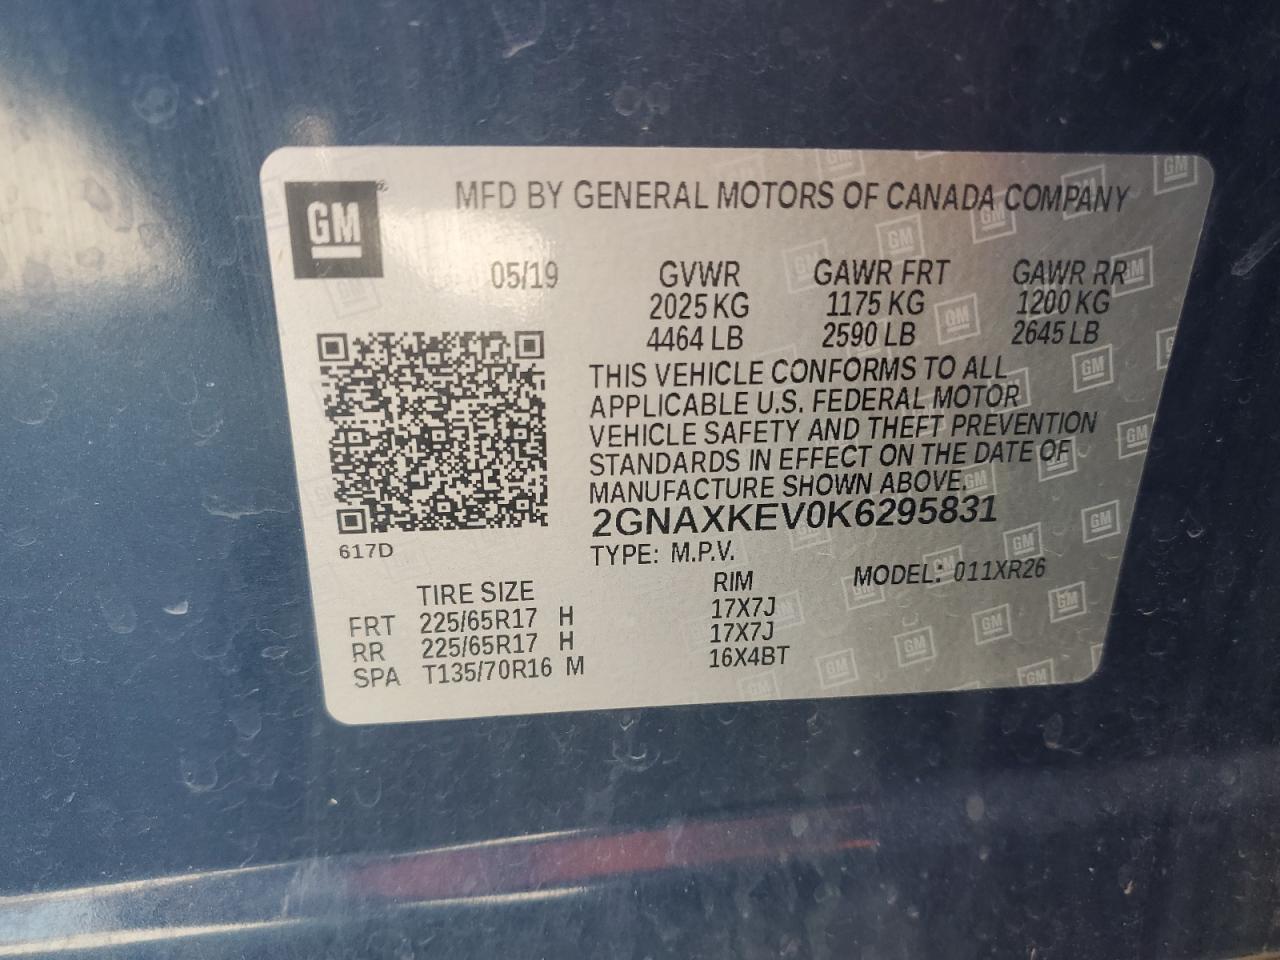 GM
MFD BY GENERAL MOTORS OF CANADA COMPANY
05/19 GVWR GAWR FRT GAWR RR
2025 KG 1175 KG 1200 KG
4464 LB 2590 LB 2645 LB
THIS VEHICLE CONFORMS TO ALL
APPLICABLE U.S. FEDERAL MOTOR
VEHICLE SAFETY AND THEFT PREVENTION
STANDARDS IN EFFECT ON THE DATE OF
MANUFACTURE SHOWN ABOVE.
2GNAXKEV0K6295831
617D
TYPE: M.P.V.
MODEL: 011XR26
TIRE SIZE RIM
FRT 225/65R17 H 17X7J
RR 225/65R17 H 17X7J
SPA T135/70R16 M 16X4BT